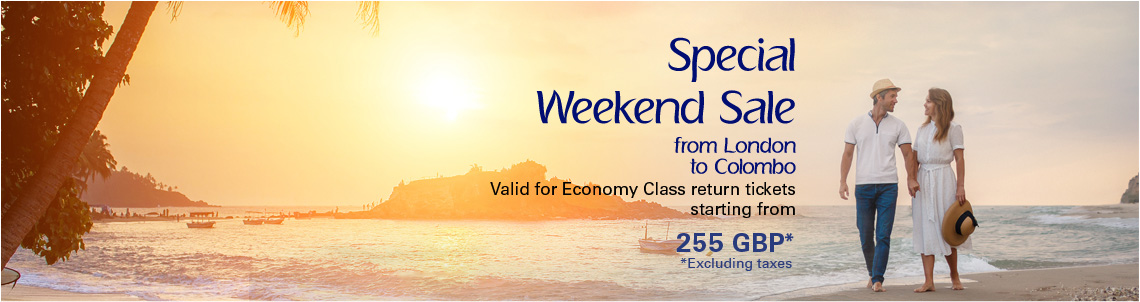 Special
Weekend Sale
from London
to Colombo
Valid for Economy Class return tickets
starting from
255 GBP*
*Excluding taxes